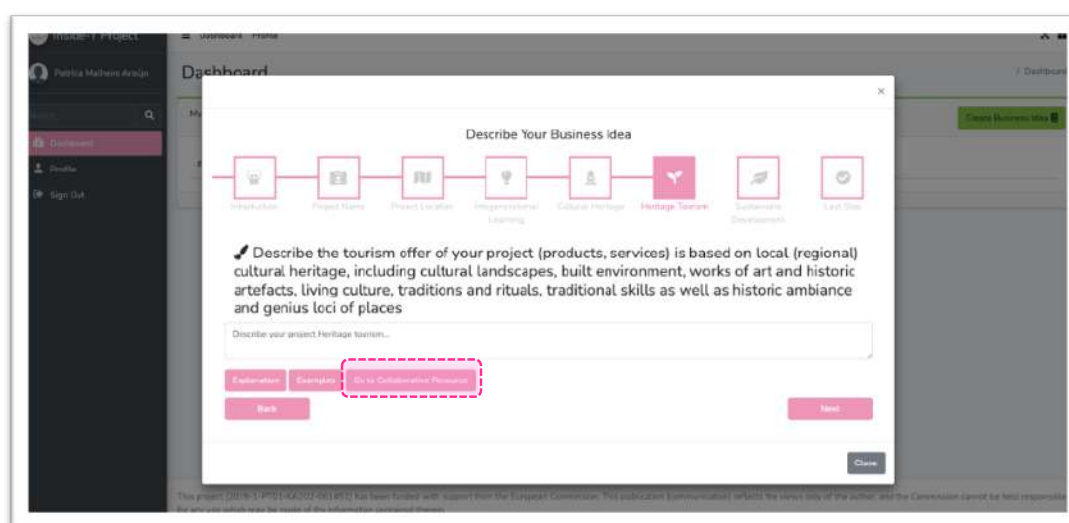 Inside-T Project
Dashboard Profile
Patrícia Malheiro Araújo
Dashboard
/ Dashboard
My
Create Business Idea
Dashboard
Profile
Sign Out
×
Describe Your Business idea
Introduction
Project Name
Project Location
Intergenerational Learning
Cultural Heritage
Heritage Tourism
Sustainable Development
Last Step
Describe the tourism offer of your project (products, services) is based on local (regional)
cultural heritage, including cultural landscapes, built environment, works of art and historic
artefacts, living culture, traditions and rituals, traditional skills as well as historic ambiance
and genius loci of places
Describe your project Heritage tourism...
Explanation Examples Go to Collaborative Resource
Back Next
Close
This project (2019-1-PT01-KA202-061451) has been funded with support from the European Commission. This publication [communication] reflects the views only of the author, and the Commission cannot be held responsible
for any use which may be made of the information contained therein.